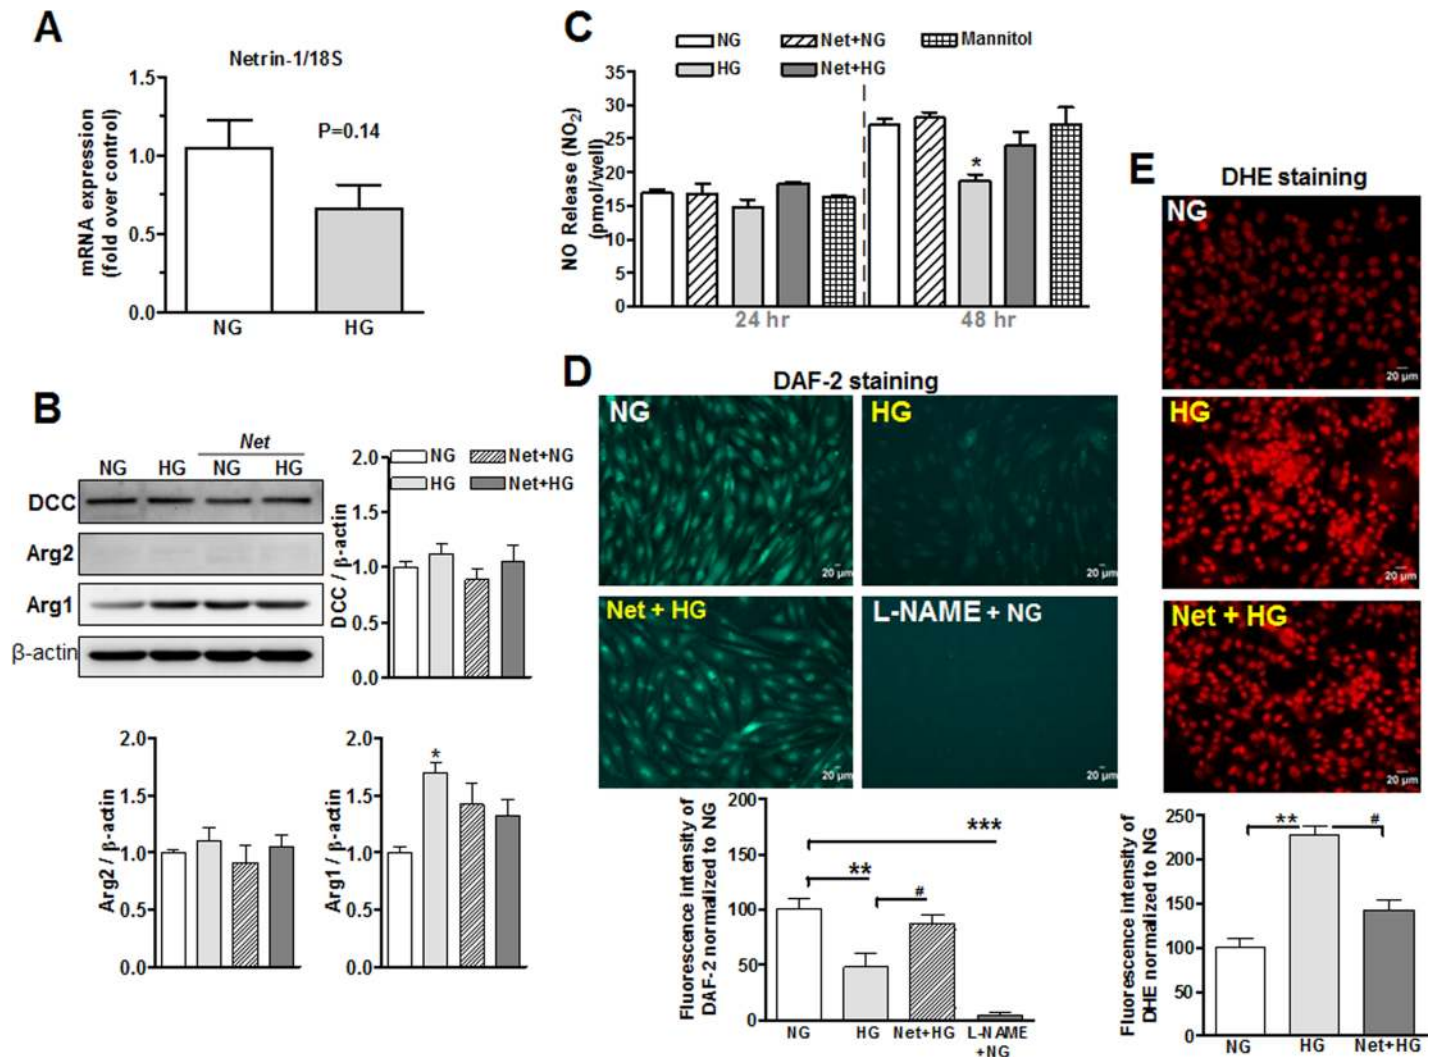 A
Netrin-1/18S
mRNA expression
(fold over control)
1.5
1.0
0.5
0.0
P=0.14
NG HG
B
Net
NG HG NG HG
DCC
Arg2
Arg1
β-actin
DCC / β-actin
2.0
1.5
1.0
0.5
0.0
NG Net+NG
HG Net+HG
Arg2 / β-actin
2.0
1.5
1.0
0.5
0.0
Arg1 / β-actin
2.0
1.5
1.0
0.5
0.0
*
C
NG Net+NG Mannitol
HG Net+HG
NO Release (NO2)
(pmol/well)
35
30
25
20
15
10
5
0
*
24 hr 48 hr
D
DAF-2 staining
NG HG
20 µm 20 µm
Net + HG L-NAME + NG
20 µm 20 µm
Fluorescence intensity of
DAF-2 normalized to NG
200
150
100
50
0
***
**
#
NG HG Net+HG L-NAME
+NG
E
DHE staining
NG
20 µm
HG
20 µm
Net + HG
20 µm
Fluorescence intensity of
DHE normalized to NG
250
200
150
100
50
0
** #
NG HG Net+HG